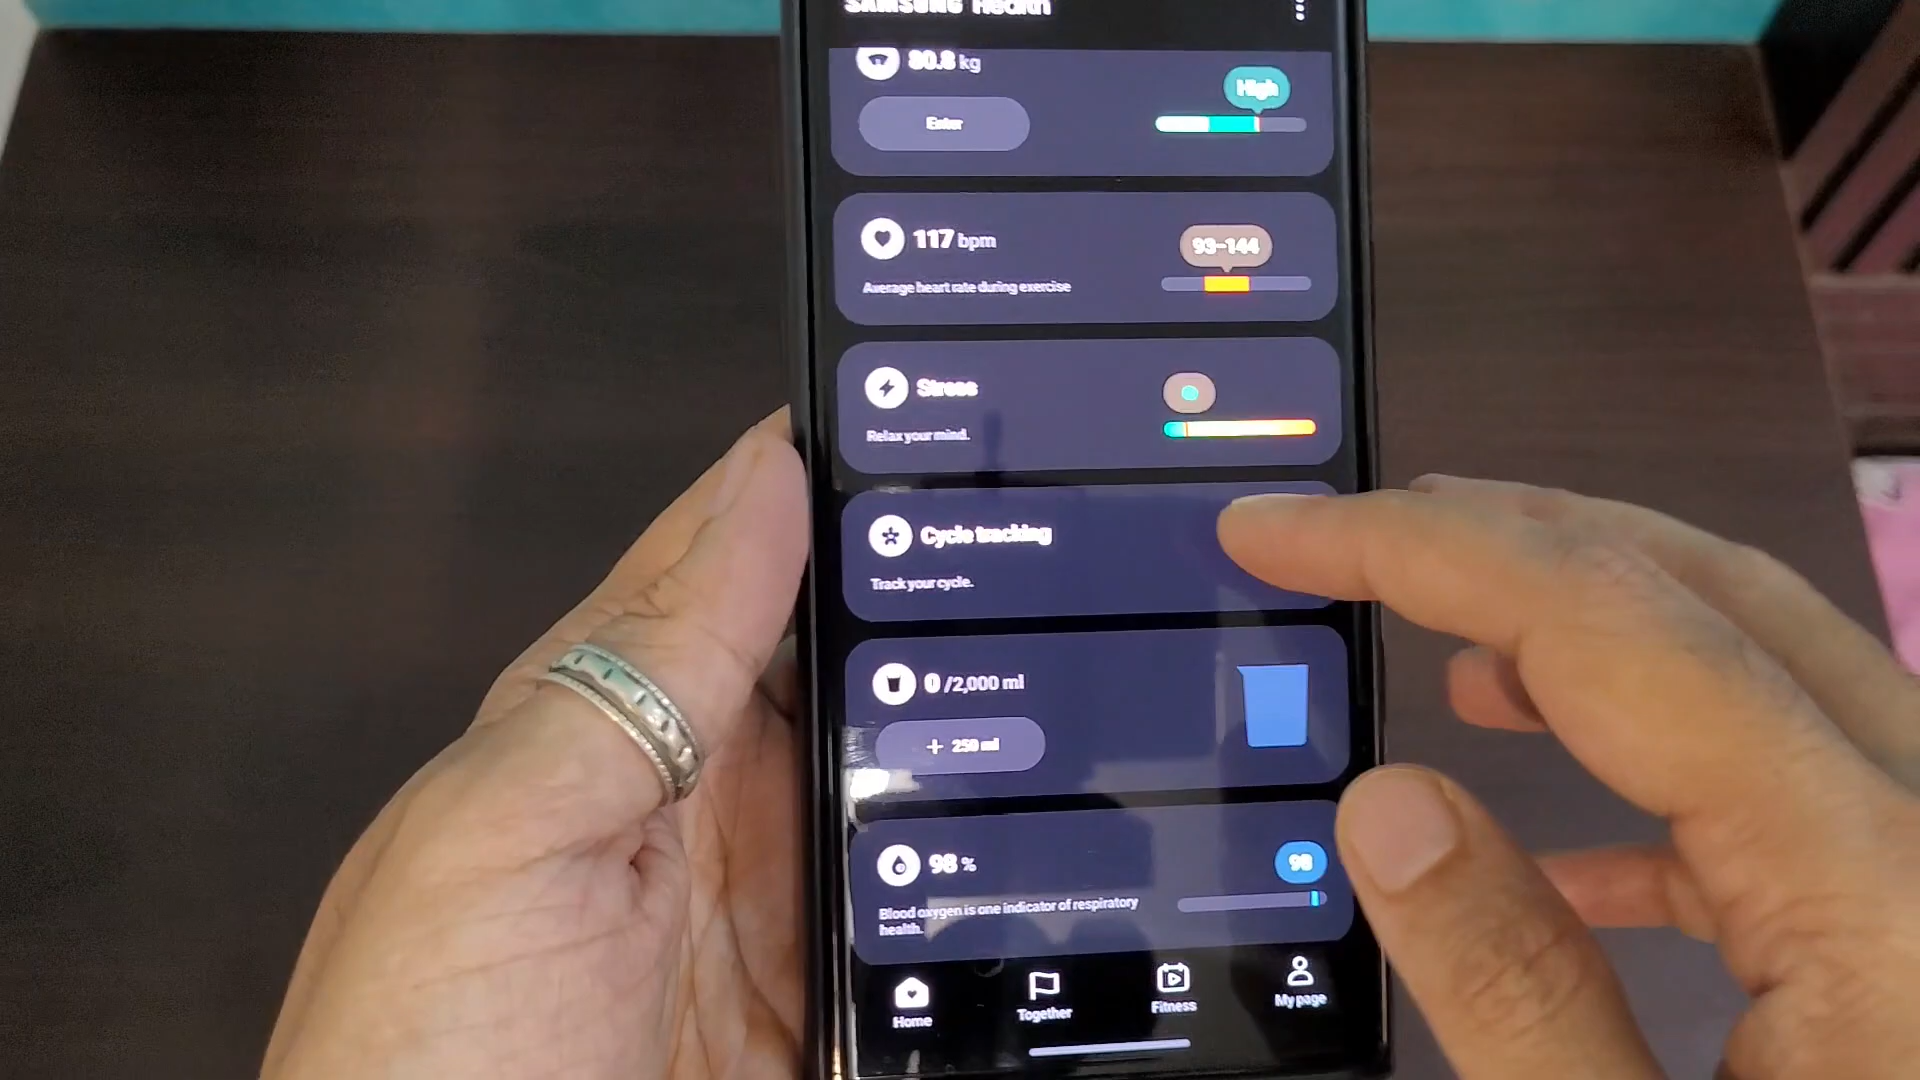 SAMSUNG Health
80.8 kg
High
Enter
117 bpm
93-144
Average heart rate during exercise
Stress
Relax your mind.
Cycle tracking
Track your cycle.
0 /2,000 ml
+ 250 ml
98 %
98
Blood oxygen is one indicator of respiratory
health.
Home
Together
Fitness
My page